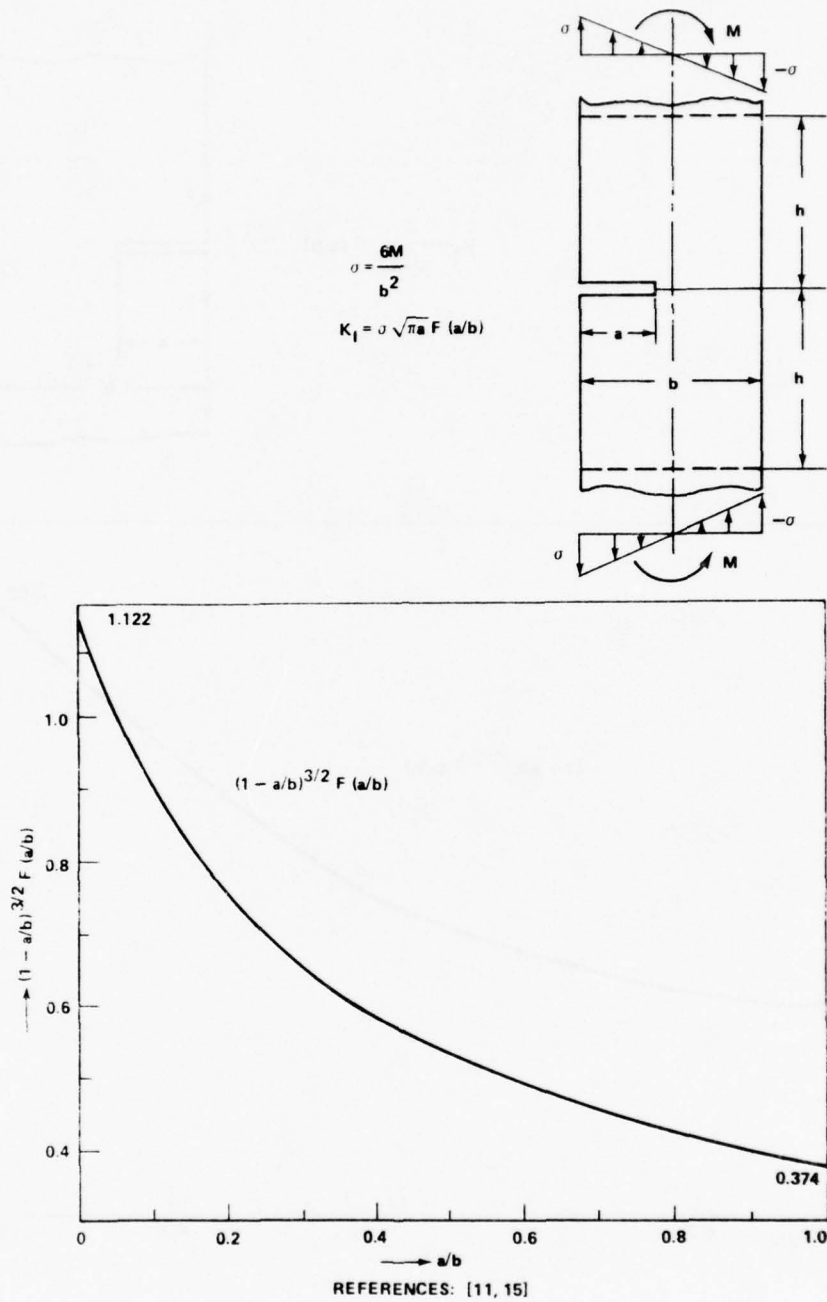 σ
M
−σ
h
σ = 6M / b²
K_I = σ √πa F (a/b)
a
b
h
σ
−σ
M
1.122
1.0
(1 − a/b)^3/2 F (a/b)
0.8
→ (1 − a/b)^3/2 F (a/b)
0.6
0.4
0.374
0 0.2 0.4 0.6 0.8 1.0
→ a/b
REFERENCES: [11, 15]